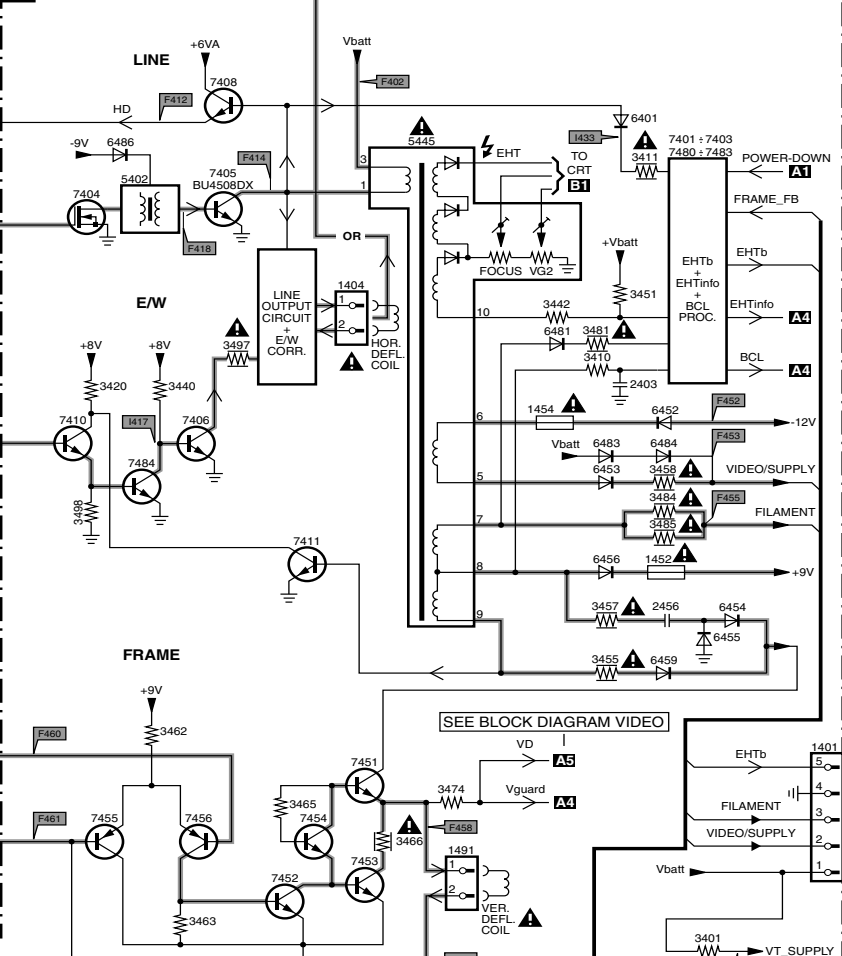 LINE
+6VA
7408
F412
HD
-9V
6486
5402
7404
7405
BU4508DX
F414
F418
Vbatt
F402
5445
3
1
EHT
TO
CRT
B1
FOCUS
VG2
I433
6401
3411
7401 ÷ 7403
7480 ÷ 7483
POWER-DOWN
A1
FRAME_FB
EHTb
EHTinfo
A4
BCL
A4
EHTb
+
EHTinfo
+
BCL
PROC.
+Vbatt
3451
10
3442
6481
3481
3410
2403
OR
LINE
OUTPUT
CIRCUIT
+
E/W
CORR.
1404
1
2
HOR.
DEFL.
COIL
E/W
3497
+8V
3420
+8V
3440
7410
I417
7406
7484
3498
7411
6
1454
6452
F452
-12V
Vbatt
6483
6484
F453
5
6453
3458
VIDEO/SUPPLY
3484
F455
7
3485
FILAMENT
8
6456
1452
+9V
9
3457
2456
6454
6455
3455
6459
FRAME
+9V
3462
F460
F461
7455
7456
3463
3465
7451
7454
7452
7453
3466
SEE BLOCK DIAGRAM VIDEO
VD
A5
3474
Vguard
A4
F458
1491
1
2
VER.
DEFL.
COIL
1401
EHTb
5
4
FILAMENT
3
VIDEO/SUPPLY
2
Vbatt
1
3401
VT_SUPPLY